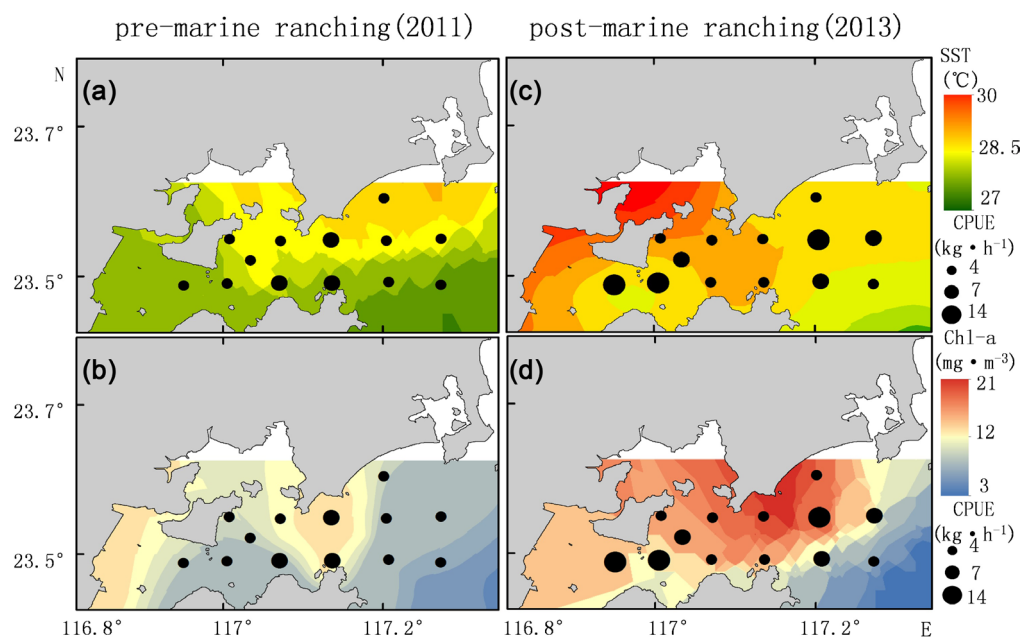 pre-marine ranching(2011)
post-marine ranching(2013)
N
(a)
(c)
23.7°
23.5°
SST
(℃)
30
28.5
27
CPUE
(kg•h⁻¹)
4
7
14
(b)
(d)
23.7°
23.5°
Chl-a
(mg•m⁻³)
21
12
3
CPUE
(kg•h⁻¹)
4
7
14
116.8°
117°
117.2°
116.8°
117°
117.2°
E